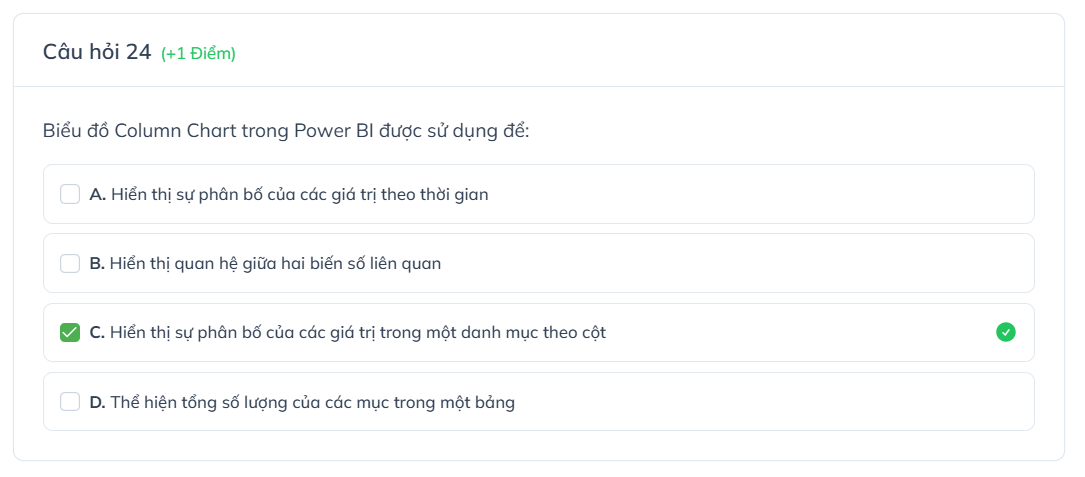 Câu hỏi 24 (+1 Điểm)
Biểu đồ Column Chart trong Power BI được sử dụng để:
A. Hiển thị sự phân bố của các giá trị theo thời gian
B. Hiển thị quan hệ giữa hai biến số liên quan
C. Hiển thị sự phân bố của các giá trị trong một danh mục theo cột
D. Thể hiện tổng số lượng của các mục trong một bảng